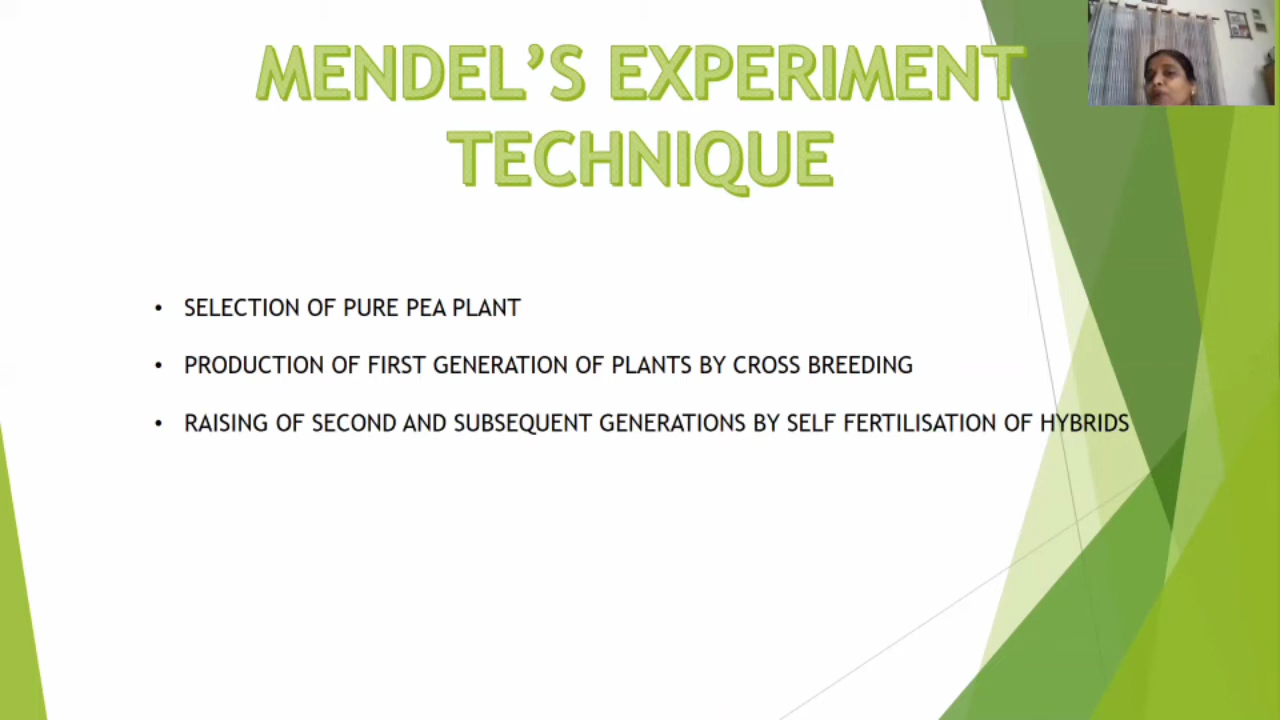 MENDEL'S EXPERIMENT
TECHNIQUE
• SELECTION OF PURE PEA PLANT
• PRODUCTION OF FIRST GENERATION OF PLANTS BY CROSS BREEDING
• RAISING OF SECOND AND SUBSEQUENT GENERATIONS BY SELF FERTILISATION OF HYBRIDS